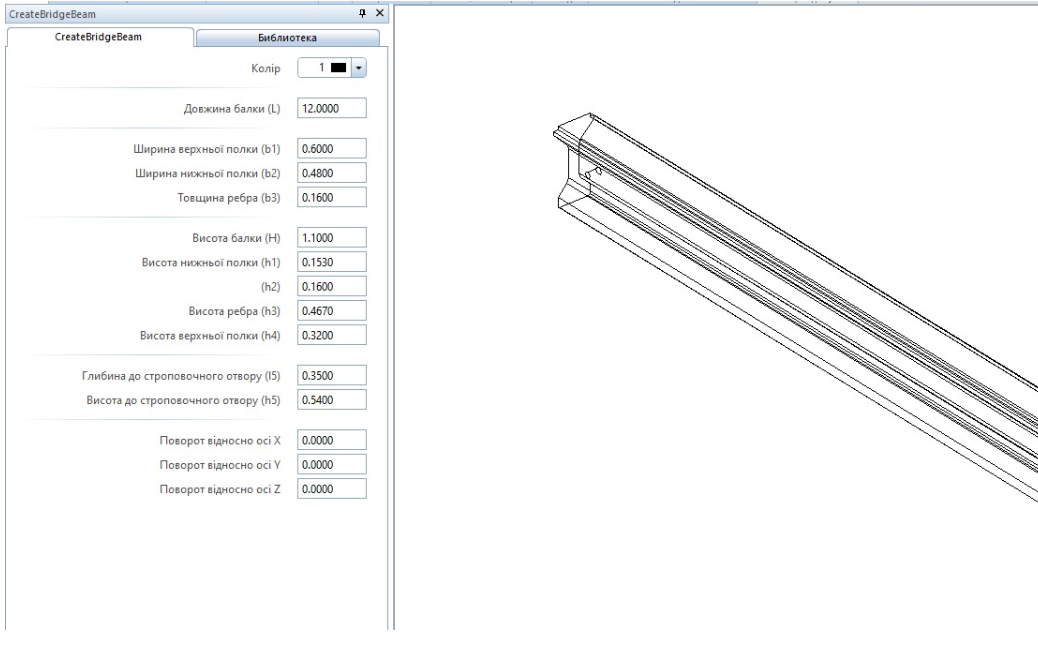 CreateBridgeBeam
CreateBridgeBeam Библиотека
Колір 1
Довжина балки (L) 12.0000
Ширина верхньої полки (b1) 0.6000
Ширина нижньої полки (b2) 0.4800
Товщина ребра (b3) 0.1600
Висота балки (H) 1.1000
Висота нижньої полки (h1) 0.1530
(h2) 0.1600
Висота ребра (h3) 0.4670
Висота верхньої полки (h4) 0.3200
Глибина до строповочного отвору (l5) 0.3500
Висота до строповочного отвору (h5) 0.5400
Поворот відносно осі X 0.0000
Поворот відносно осі Y 0.0000
Поворот відносно осі Z 0.0000